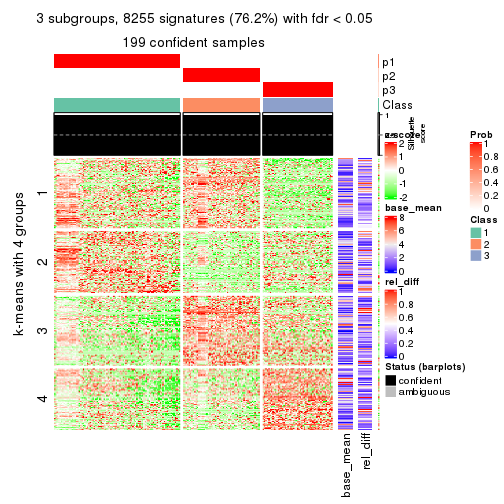 3 subgroups, 8255 signatures (76.2%) with fdr < 0.05
199 confident samples
p1
p2
p3
Class
1
Silhouette
score
k-means with 4 groups
1
2
3
4
base_mean
rel_diff
z-score
2
1
0
-1
-2
base_mean
8
6
4
2
0
rel_diff
1
0.8
0.6
0.4
0.2
0
Status (barplots)
confident
ambiguous
Prob
1
0.8
0.6
0.4
0.2
0
Class
1
2
3